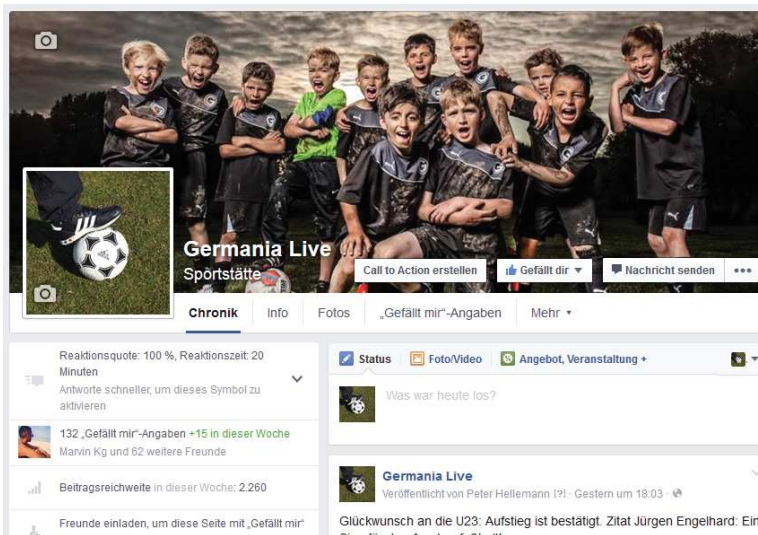 Germania Live
Sportstätte
Call to Action erstellen
Gefällt dir
Nachricht senden
Chronik
Info
Fotos
„Gefällt mir"-Angaben
Mehr
Reaktionsquote: 100 %, Reaktionszeit: 20
Minuten
Antworte schneller, um dieses Symbol zu
aktivieren
132 „Gefällt mir"-Angaben +15 in dieser Woche
Marvin Kg und 62 weitere Freunde
Beitragsreichweite in dieser Woche: 2.260
Freunde einladen, um diese Seite mit „Gefällt mir"
Status
Foto/Video
Angebot, Veranstaltung +
Was war heute los?
Germania Live
Veröffentlicht von Peter Hellemann [?] · Gestern um 18:03 ·
Glückwunsch an die U23: Aufstieg ist bestätigt. Zitat Jürgen Engelhard: Ein